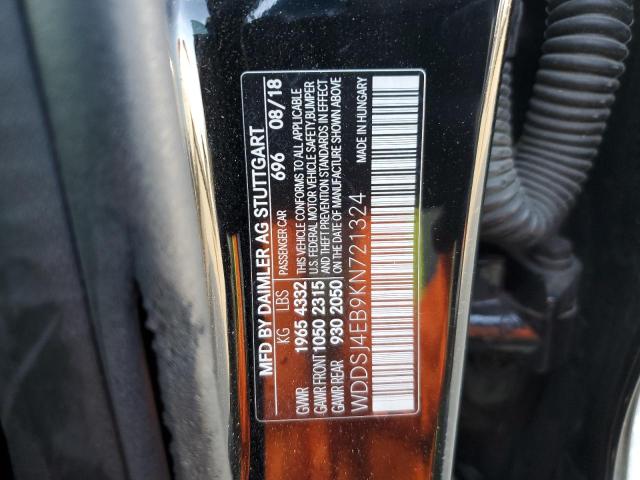 MFD BY DAIMLER AG STUTTGART
KG LBS PASSENGER CAR 696 08/18
GVWR 1965 4332 THIS VEHICLE CONFORMS TO ALL APPLICABLE
GAWR FRONT 1050 2315 U.S. FEDERAL MOTOR VEHICLE SAFETY,BUMPER
GAWR REAR 930 2050 AND THEFT PREVENTION STANDARDS IN EFFECT
ON THE DATE OF MANUFACTURE SHOWN ABOVE
WDDSJ4EB9KN721324 MADE IN HUNGARY